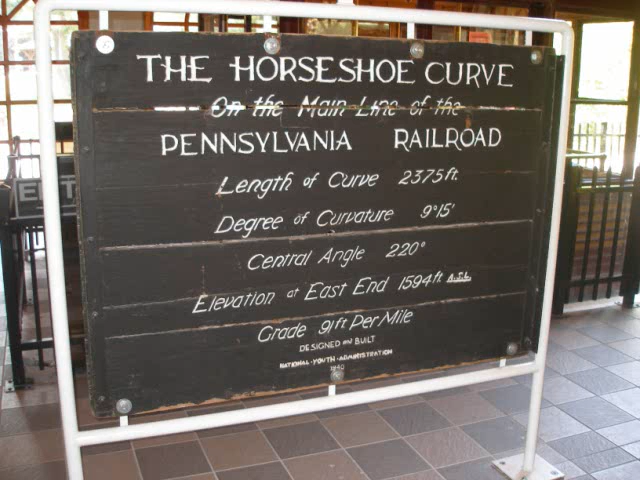 THE HORSESHOE CURVE
On the Main Line of the
PENNSYLVANIA RAILROAD
Length of Curve 2375 ft.
Degree of Curvature 9°15'
Central Angle 220°
Elevation at East End 1594 ft A.S.L.
Grade 91 ft Per Mile
DESIGNED AND BUILT
NATIONAL · YOUTH · ADMINISTRATION
1940